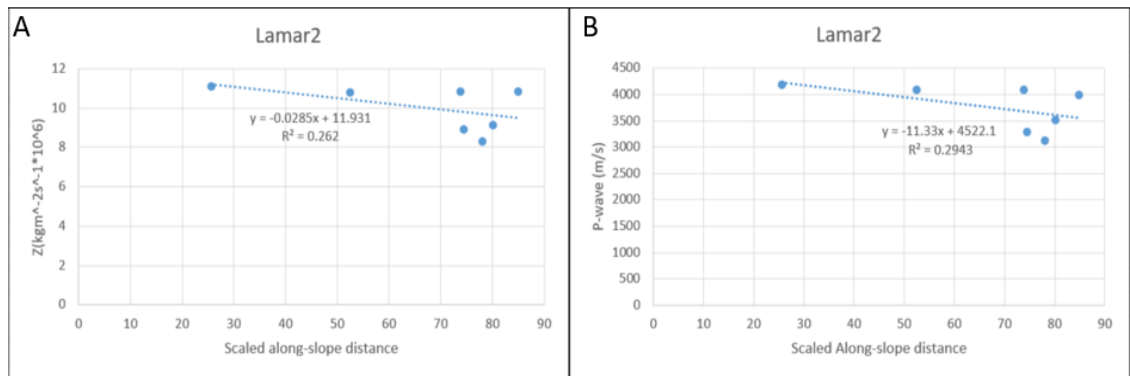 A
Lamar2
12
10
8
6
4
2
0
y = -0.0285x + 11.931
R² = 0.262
Z(kgm^-2s^-1*10^6)
0 10 20 30 40 50 60 70 80 90
Scaled along-slope distance
B
Lamar2
4500
4000
3500
3000
2500
2000
1500
1000
500
0
y = -11.33x + 4522.1
R² = 0.2943
P-wave (m/s)
0 10 20 30 40 50 60 70 80 90
Scaled Along-slope distance